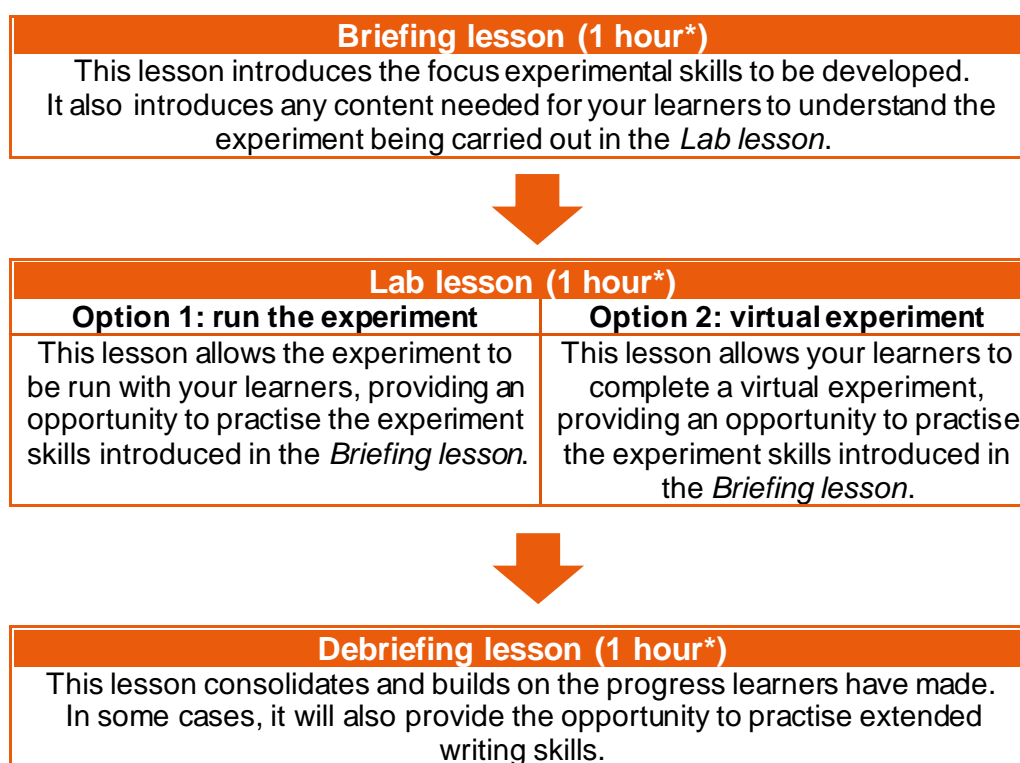 Briefing lesson (1 hour*)
This lesson introduces the focus experimental skills to be developed.
It also introduces any content needed for your learners to understand the
experiment being carried out in the Lab lesson.
Lab lesson (1 hour*)
Option 1: run the experiment
This lesson allows the experiment to
be run with your learners, providing an
opportunity to practise the experiment
skills introduced in the Briefing lesson.
Option 2: virtual experiment
This lesson allows your learners to
complete a virtual experiment,
providing an opportunity to practise
the experiment skills introduced in
the Briefing lesson.
Debriefing lesson (1 hour*)
This lesson consolidates and builds on the progress learners have made.
In some cases, it will also provide the opportunity to practise extended
writing skills.